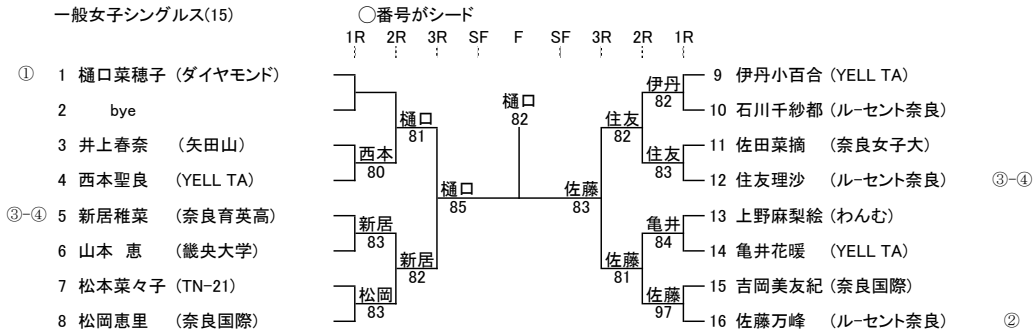 一般女子シングルス(15) ◯番号がシード
1R 2R 3R SF F SF 3R 2R 1R
① 1 樋口菜穂子 (ダイヤモンド)
2 bye
3 井上春奈 (矢田山)
4 西本聖良 (YELL TA)
③-④ 5 新居稚菜 (奈良育英高)
6 山本 恵 (畿央大学)
7 松本菜々子 (TN-21)
8 松岡恵里 (奈良国際)
西本
80
新居
83
松岡
83
樋口
81
新居
82
樋口
85
樋口
82
佐藤
83
住友
82
佐藤
81
伊丹
82
住友
83
亀井
84
佐藤
97
9 伊丹小百合 (YELL TA)
10 石川千紗都 (ルーセント奈良)
11 佐田菜摘 (奈良女子大)
12 住友理沙 (ルーセント奈良) ③-④
13 上野麻梨絵 (わんむ)
14 亀井花暖 (YELL TA)
15 吉岡美友紀 (奈良国際)
16 佐藤万峰 (ルーセント奈良) ②